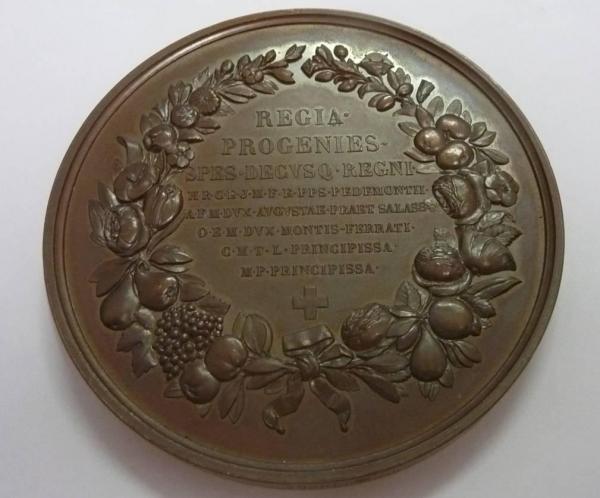 REGIA·
PROGENIES·
SPES·DECVSQ·REGNI·
H·R·C·E·J·M·F·E·PPS·PEDEMONTII·
A·F·M·DVX·AVGVSTAE·PRAET·SALASS·
O·E·M·DVX·MONTIS·FERRATI·
C·M·T·L·PRINCIPISSA·
M·P·PRINCIPISSA·